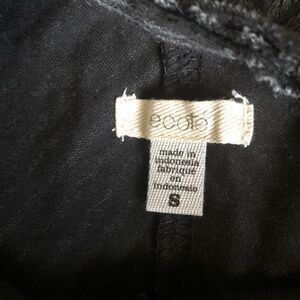 ecote
made in
indonesia
fabriqué
en
indonesie
S